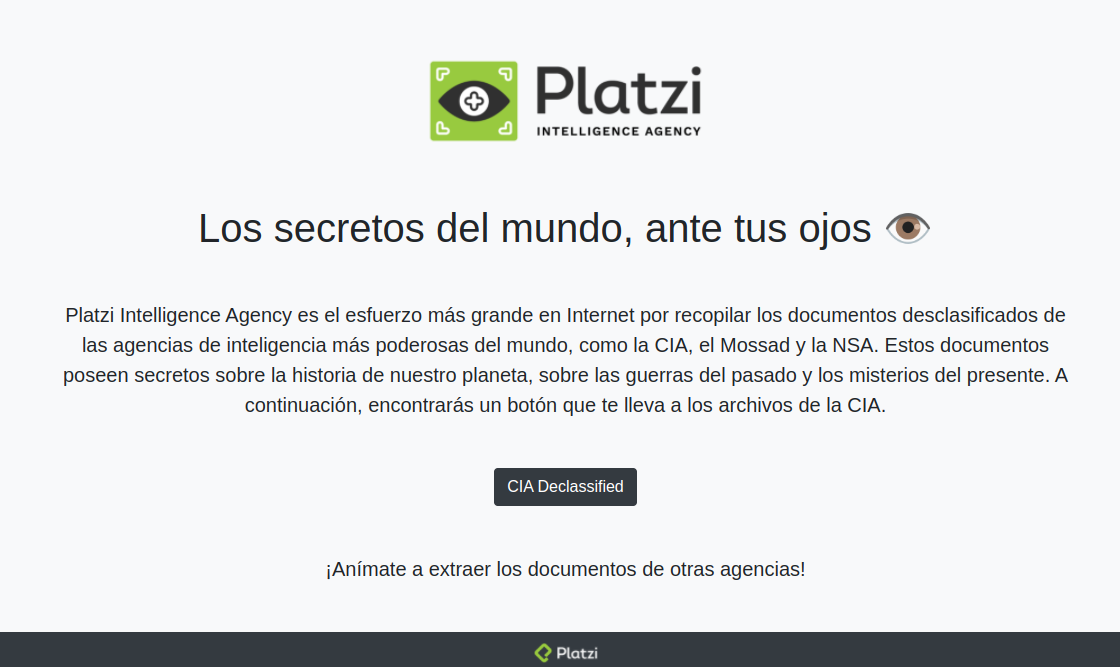 Platzi
INTELLIGENCE AGENCY
Los secretos del mundo, ante tus ojos 👁️
Platzi Intelligence Agency es el esfuerzo más grande en Internet por recopilar los documentos desclasificados de
las agencias de inteligencia más poderosas del mundo, como la CIA, el Mossad y la NSA. Estos documentos
poseen secretos sobre la historia de nuestro planeta, sobre las guerras del pasado y los misterios del presente. A
continuación, encontrarás un botón que te lleva a los archivos de la CIA.
CIA Declassified
¡Anímate a extraer los documentos de otras agencias!
Platzi